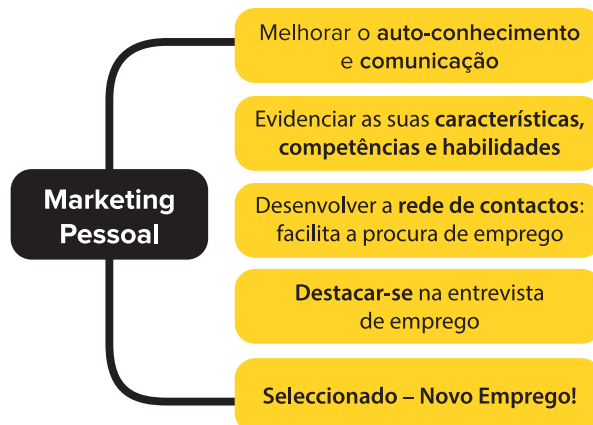 Melhorar o auto-conhecimento
e comunicação
Evidenciar as suas características,
competências e habilidades
Marketing
Pessoal
Desenvolver a rede de contactos:
facilita a procura de emprego
Destacar-se na entrevista
de emprego
Seleccionado – Novo Emprego!